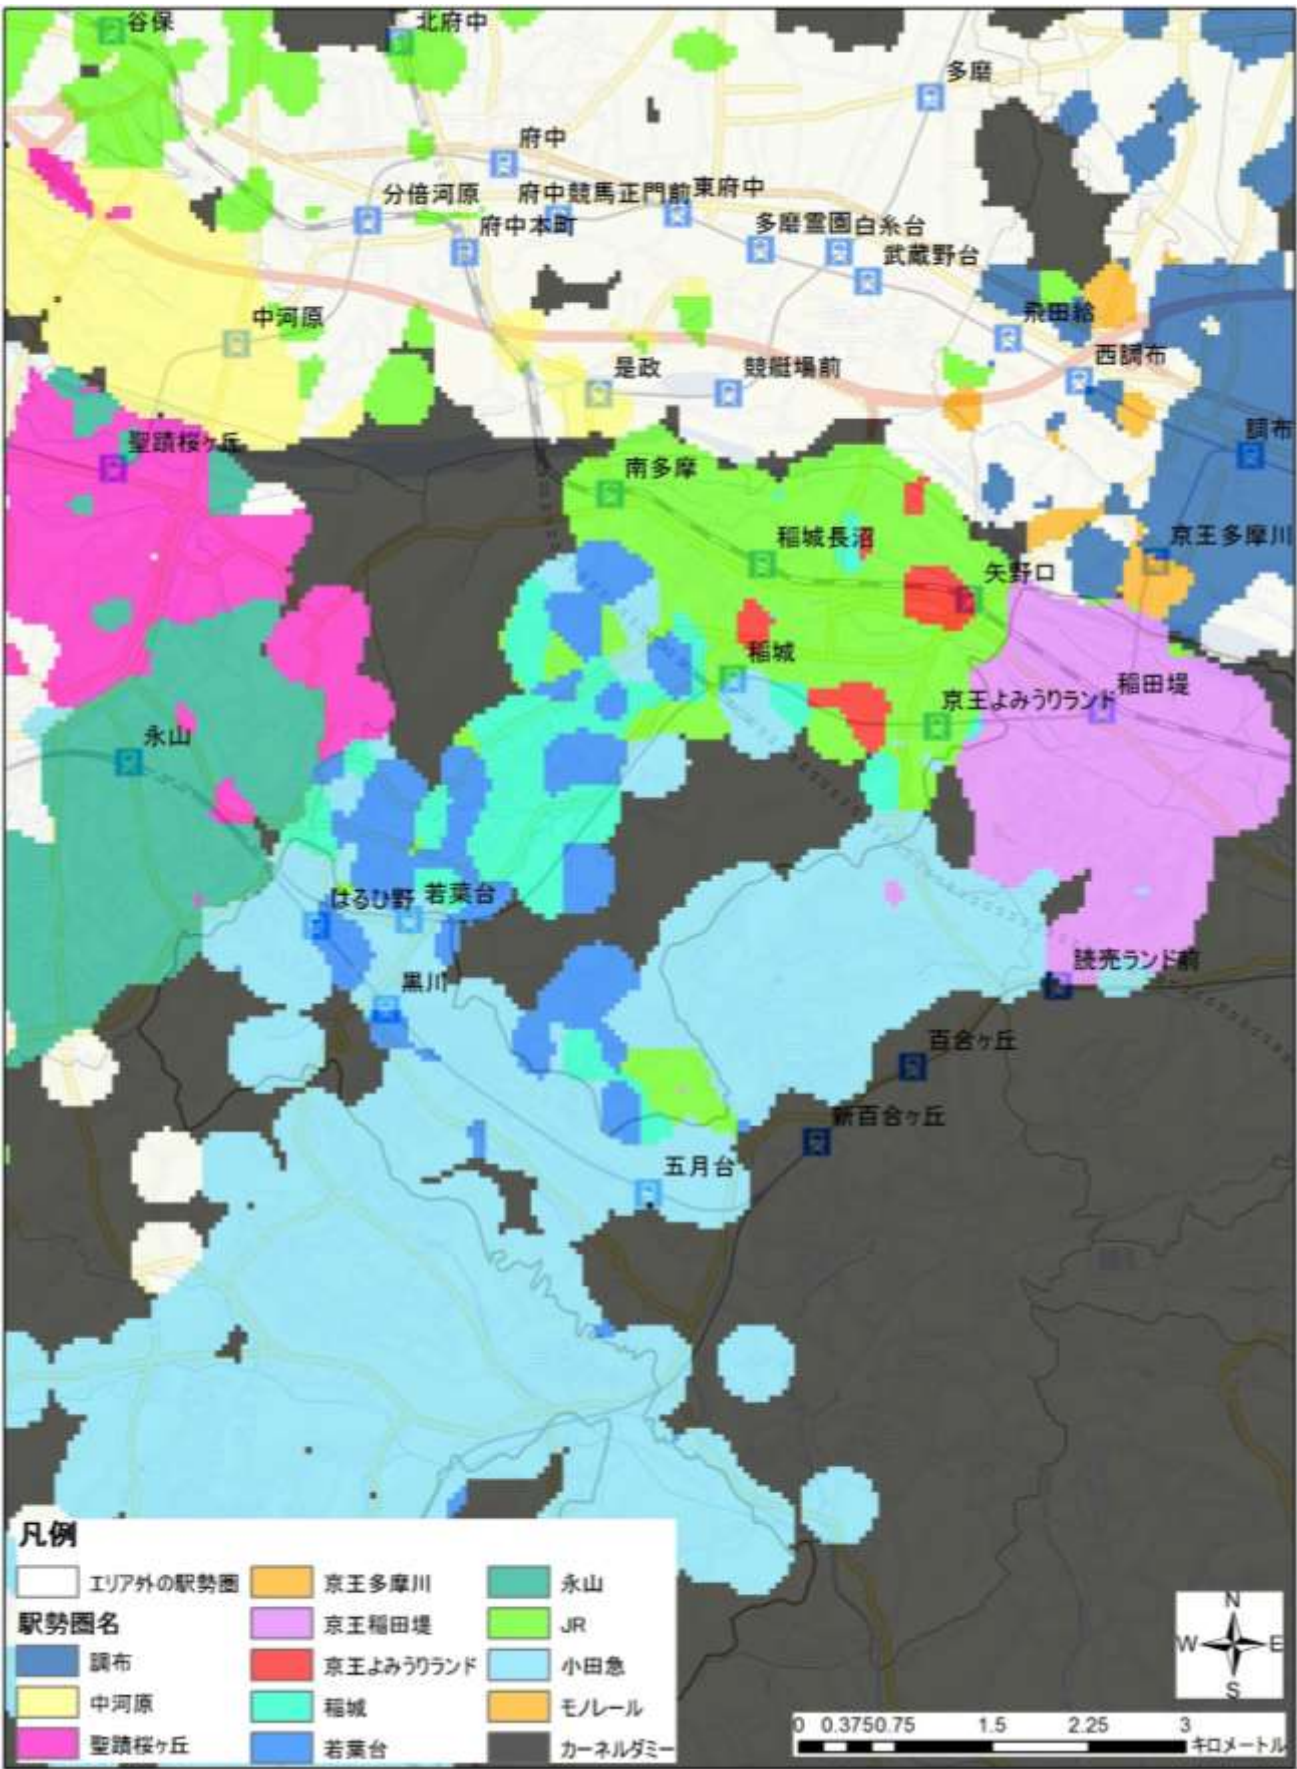 谷保
北府中
多磨
府中
分倍河原
府中競馬正門前
東府中
府中本町
多磨霊園
白糸台
武蔵野台
中河原
飛田給
是政
競艇場前
西調布
聖蹟桜ヶ丘
調布
南多摩
稲城長沼
京王多摩川
矢野口
稲城
京王よみうりランド
稲田堤
永山
はるひ野
若葉台
読売ランド前
黒川
百合ヶ丘
新百合ヶ丘
五月台
凡例
エリア外の駅勢圏
京王多摩川
永山
駅勢圏名
京王稲田堤
JR
調布
京王よみうりランド
小田急
中河原
稲城
モノレール
聖蹟桜ヶ丘
若葉台
カーネルダミー
N
W E
S
0 0.375 0.75 1.5 2.25 3
キロメートル